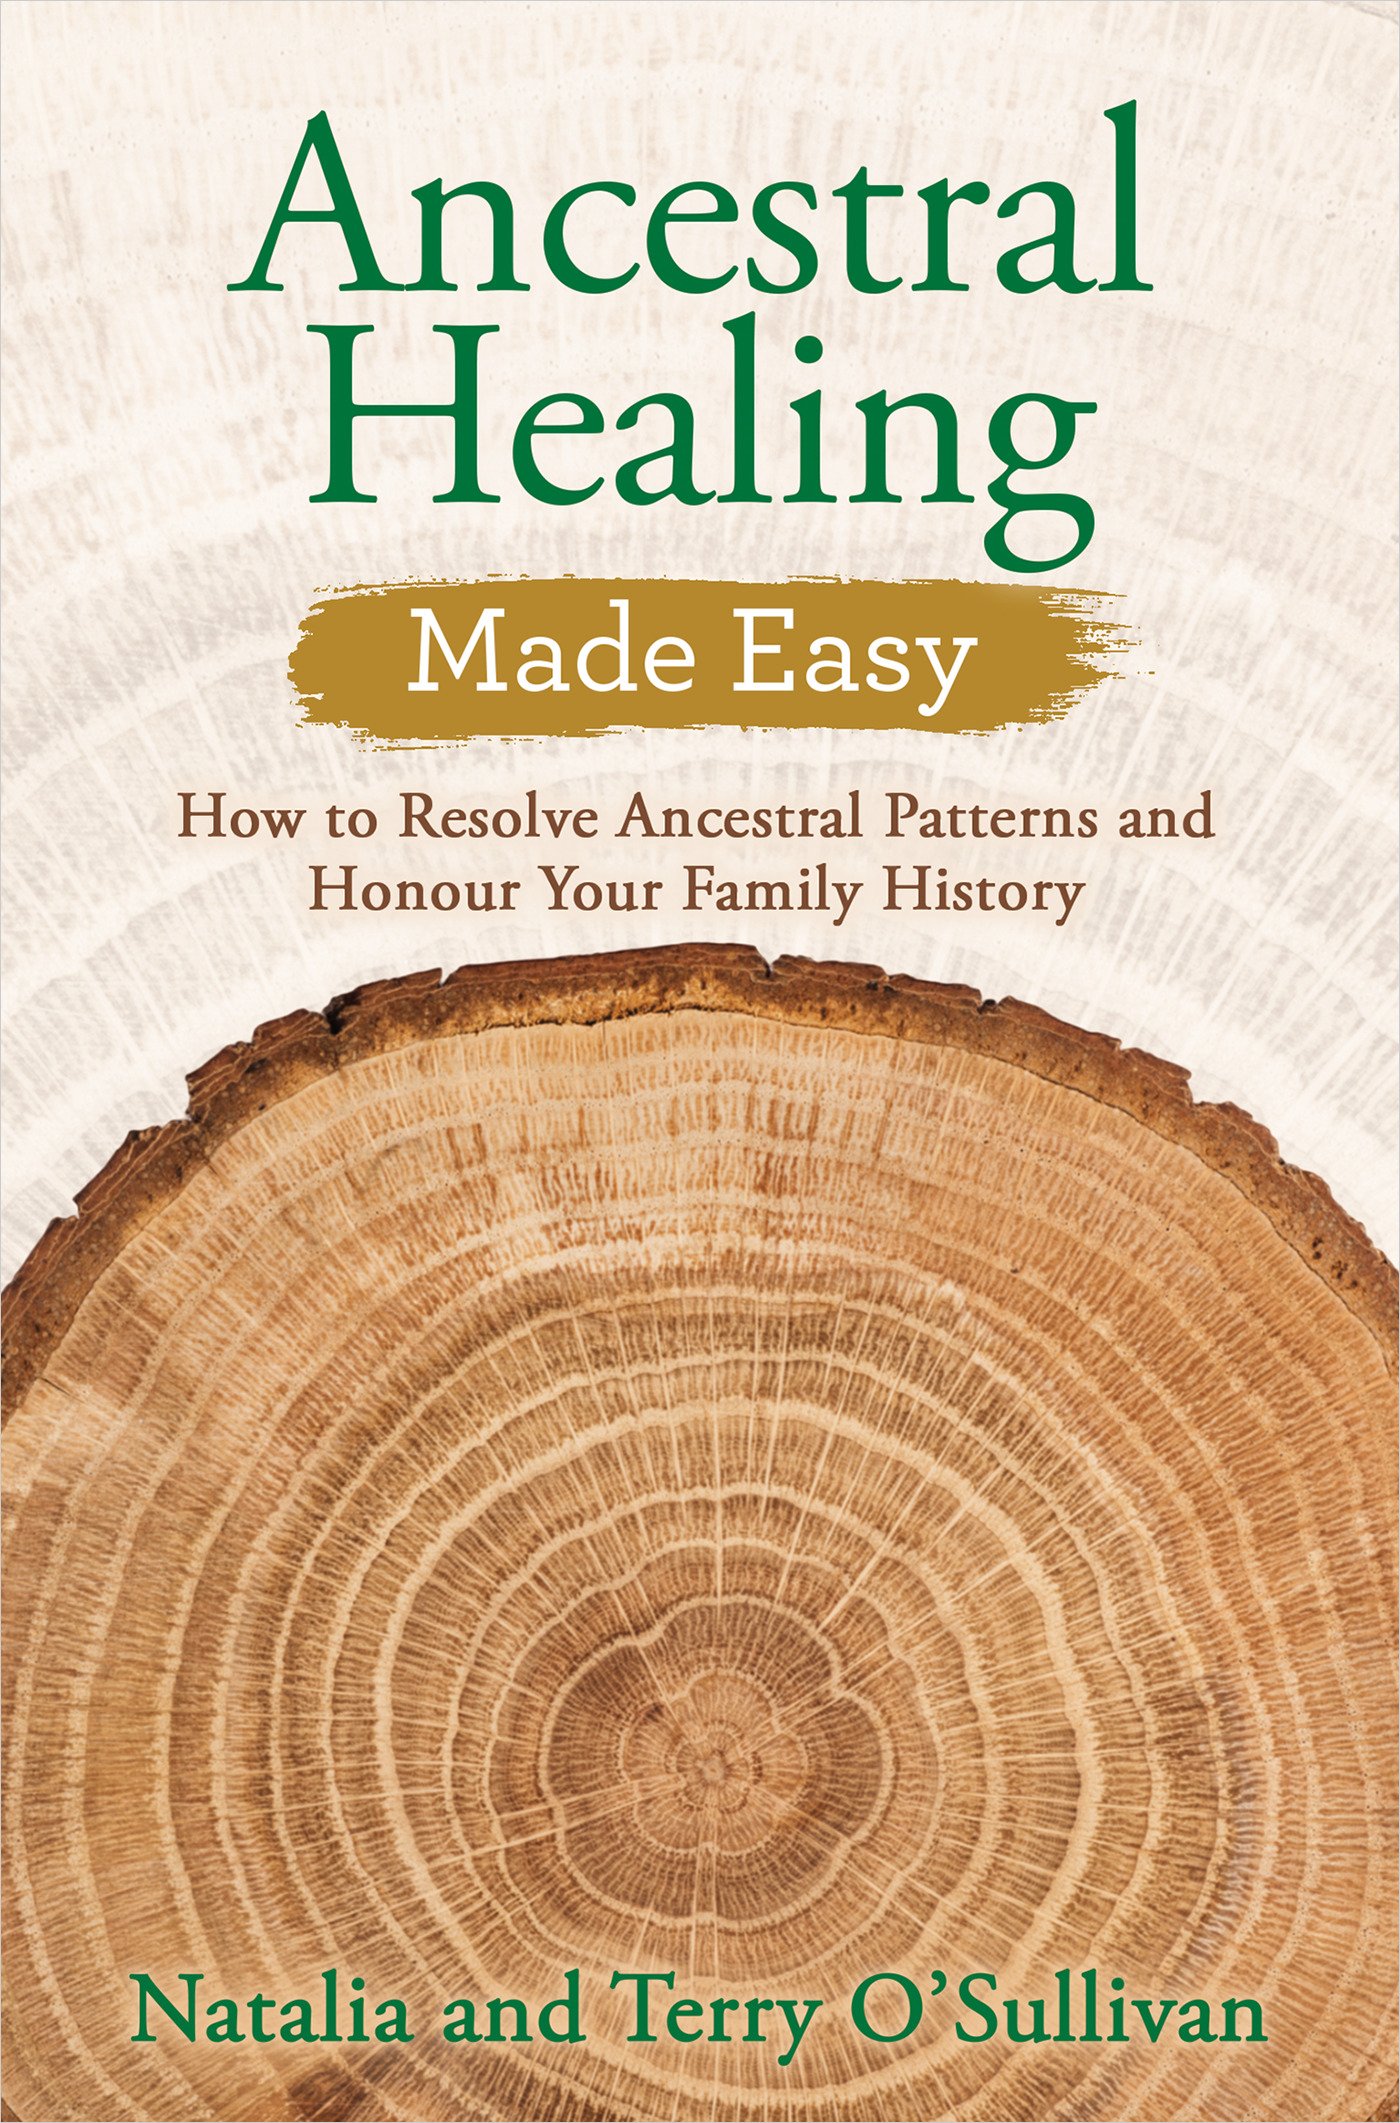 Ancestral
Healing
Made Easy
How to Resolve Ancestral Patterns and
Honour Your Family History
Natalia and Terry O’Sullivan